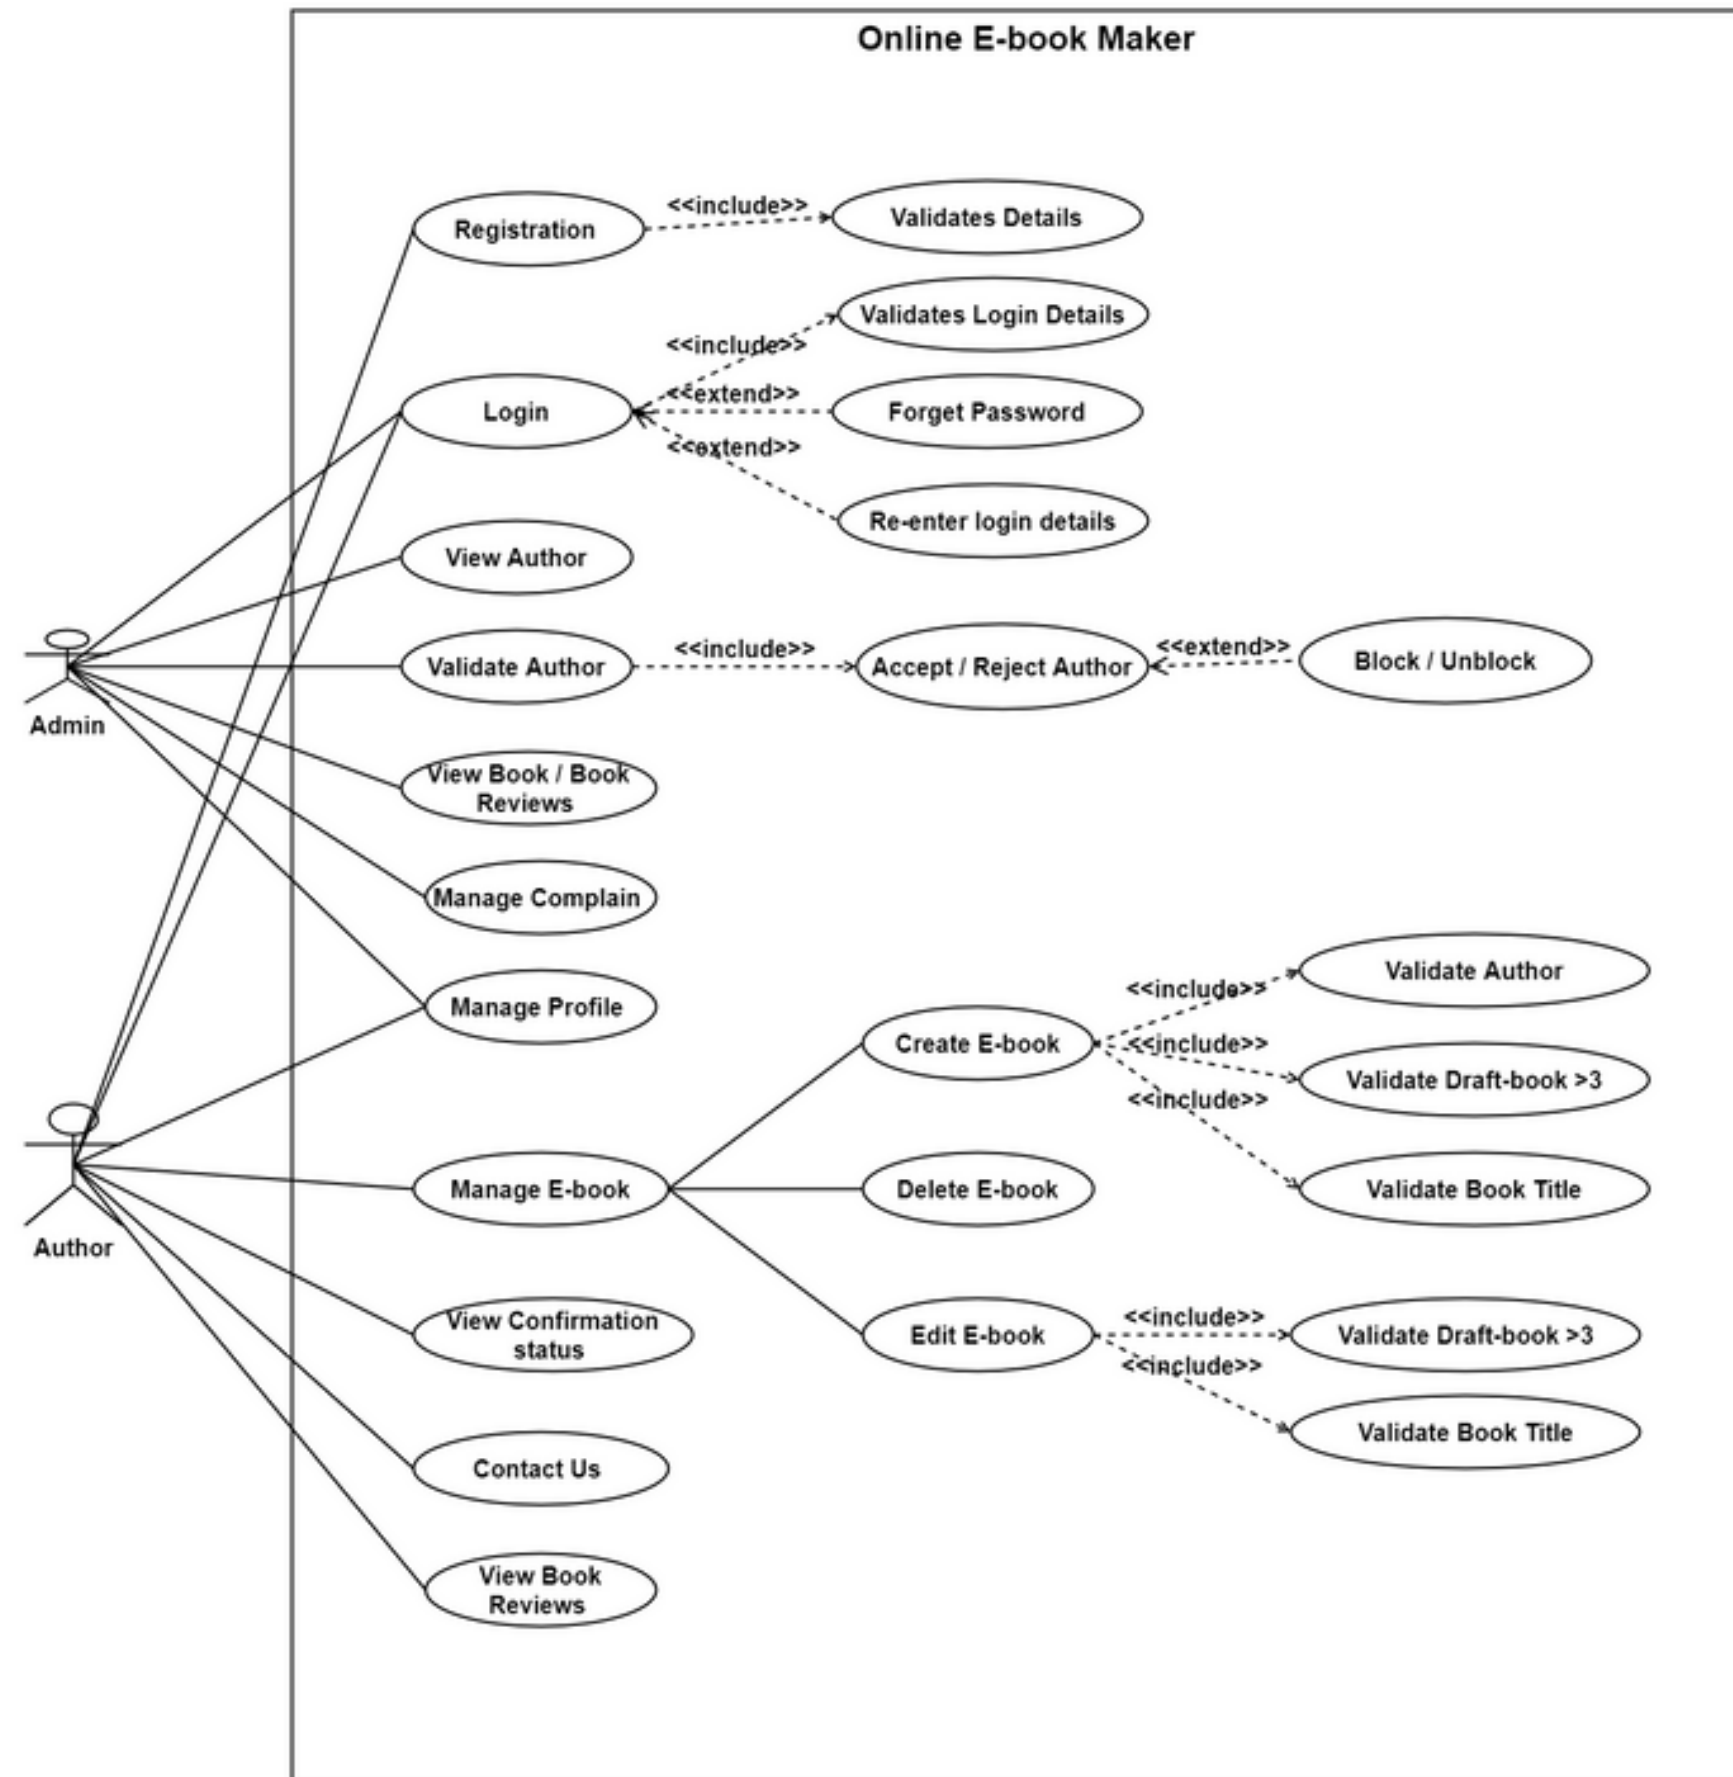 Online E-book Maker
Registration
<<include>>
Validates Details
Validates Login Details
<<include>>
Login
<<extend>>
Forget Password
<<extend>>
Re-enter login details
View Author
Admin
Validate Author
<<include>>
Accept / Reject Author
<<extend>>
Block / Unblock
View Book / Book
Reviews
Manage Complain
Manage Profile
Create E-book
<<include>>
Validate Author
<<include>>
Validate Draft-book >3
<<include>>
Validate Book Title
Author
Manage E-book
Delete E-book
View Confirmation
status
Edit E-book
<<include>>
Validate Draft-book >3
<<include>>
Validate Book Title
Contact Us
View Book
Reviews